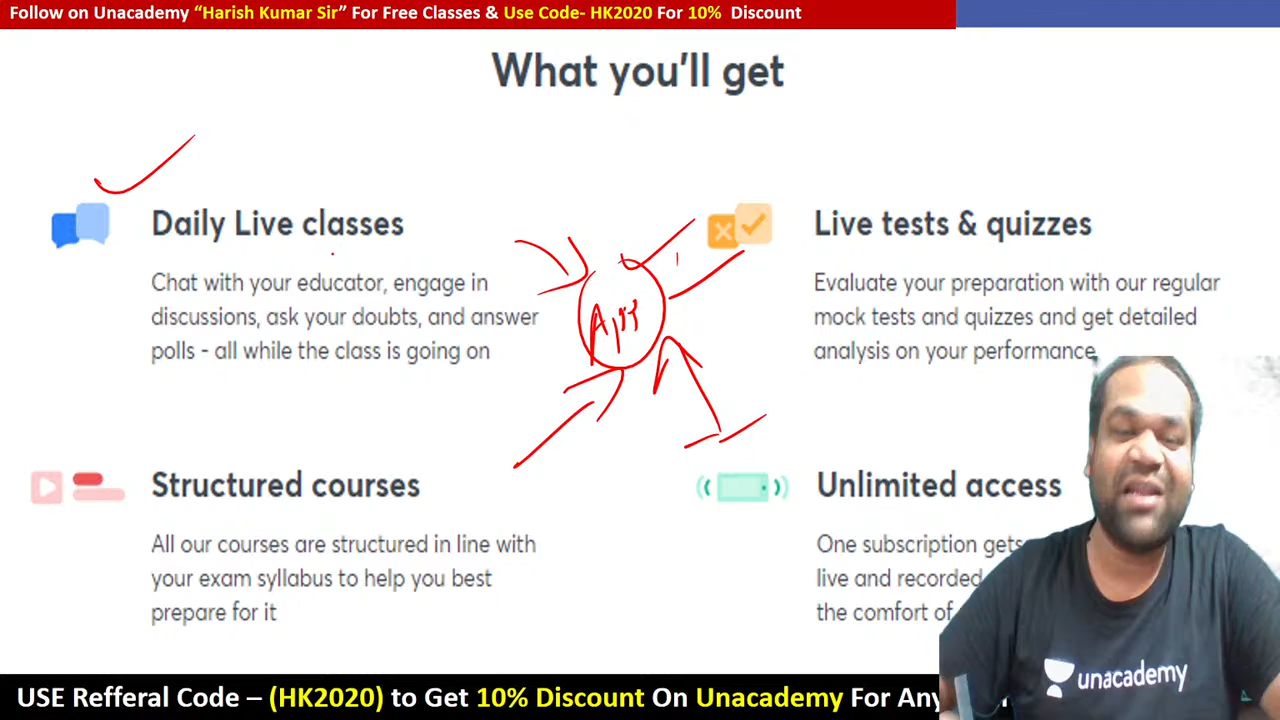 Follow on Unacademy “Harish Kumar Sir” For Free Classes & Use Code- HK2020 For 10% Discount
What you'll get
Daily Live classes
Chat with your educator, engage in
discussions, ask your doubts, and answer
polls - all while the class is going on
Live tests & quizzes
Evaluate your preparation with our regular
mock tests and quizzes and get detailed
analysis on your performance
App
Structured courses
All our courses are structured in line with
your exam syllabus to help you best
prepare for it
Unlimited access
One subscription gets
live and recorded
the comfort of
unacademy
USE Refferal Code – (HK2020) to Get 10% Discount On Unacademy For Any